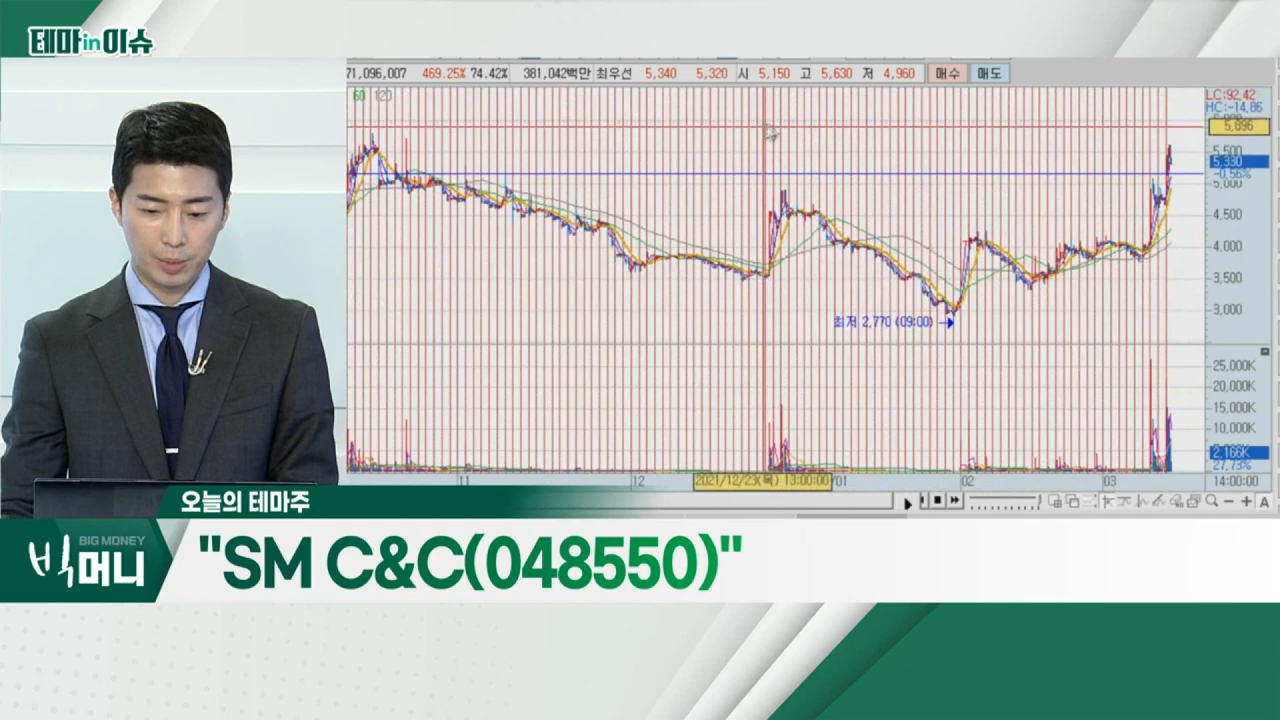 테마in이슈
71,096,007 469.25% 74.42% 381,042백만 최우선 5,340 5,320 시 5,150 고 5,630 저 4,960 매수 매도
60 120
LC:92.42
HC:-14.86
5,896
5,500
5,330
-0.56%
5,000
4,500
4,000
3,500
3,000
최저 2,770 (09:00)
25,000K
20,000K
15,000K
10,000K
2,166K
27.73%
11 12 2021/12/23(목) 13:00:00 01 02 03 14:00:00
A
오늘의 테마주
BIG MONEY
빅머니
"SM C&C(048550)"